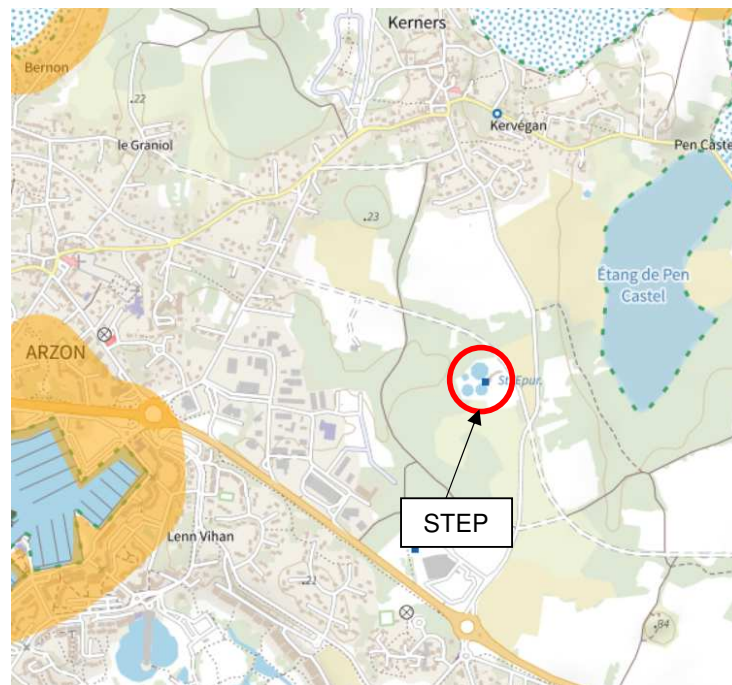 Kerners
Bernon
.22
Kervégan
le Graniol
Pen Caste
.23
Étang de Pen
Castel
ARZON
St. Epur.
STEP
Lenn Vihan
.22
.84